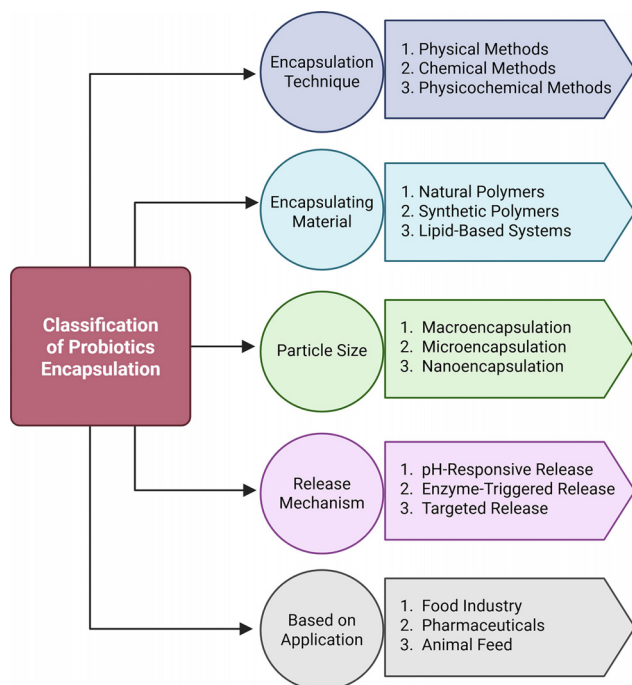 Classification
of Probiotics
Encapsulation
Encapsulation
Technique
1. Physical Methods
2. Chemical Methods
3. Physicochemical Methods
Encapsulating
Material
1. Natural Polymers
2. Synthetic Polymers
3. Lipid-Based Systems
Particle Size
1. Macroencapsulation
2. Microencapsulation
3. Nanoencapsulation
Release
Mechanism
1. pH-Responsive Release
2. Enzyme-Triggered Release
3. Targeted Release
Based on
Application
1. Food Industry
2. Pharmaceuticals
3. Animal Feed